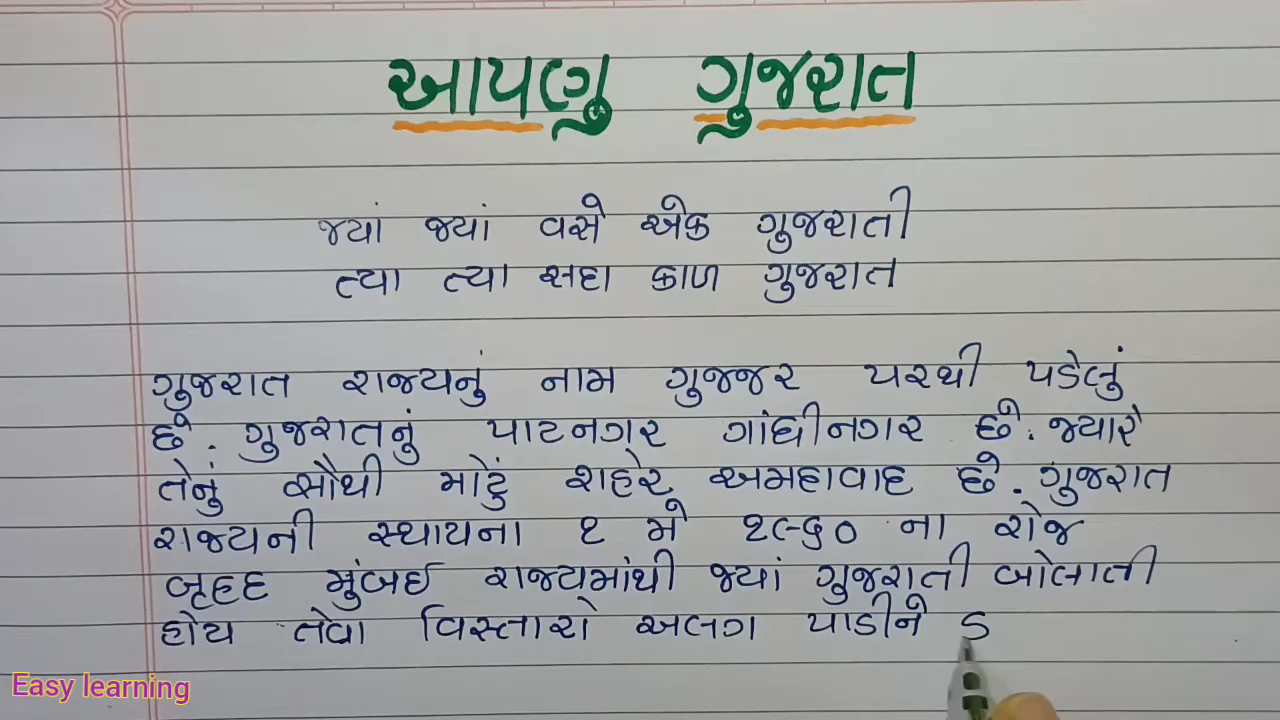 આપણુ ગુજરાત
જ્યાં જ્યાં વસે એક ગુજરાતી
ત્યા ત્યા સદા કાળ ગુજરાત
ગુજરાત રાજ્યનું નામ ગુજ્જર પરથી પડેલું
છે. ગુજરાતનું પાટનગર ગાંધીનગર છે. જ્યારે
તેનું સૌથી મોટું શહેર અમદાવાદ છે. ગુજરાત
રાજ્યની સ્થાપના ૧ મે ૧૯૬૦ ના રોજ
બૃહદ મુંબઈ રાજ્યમાંથી જ્યાં ગુજરાતી બોલાતી
હોય તેવા વિસ્તારો અલગ પાડીને
Easy learning